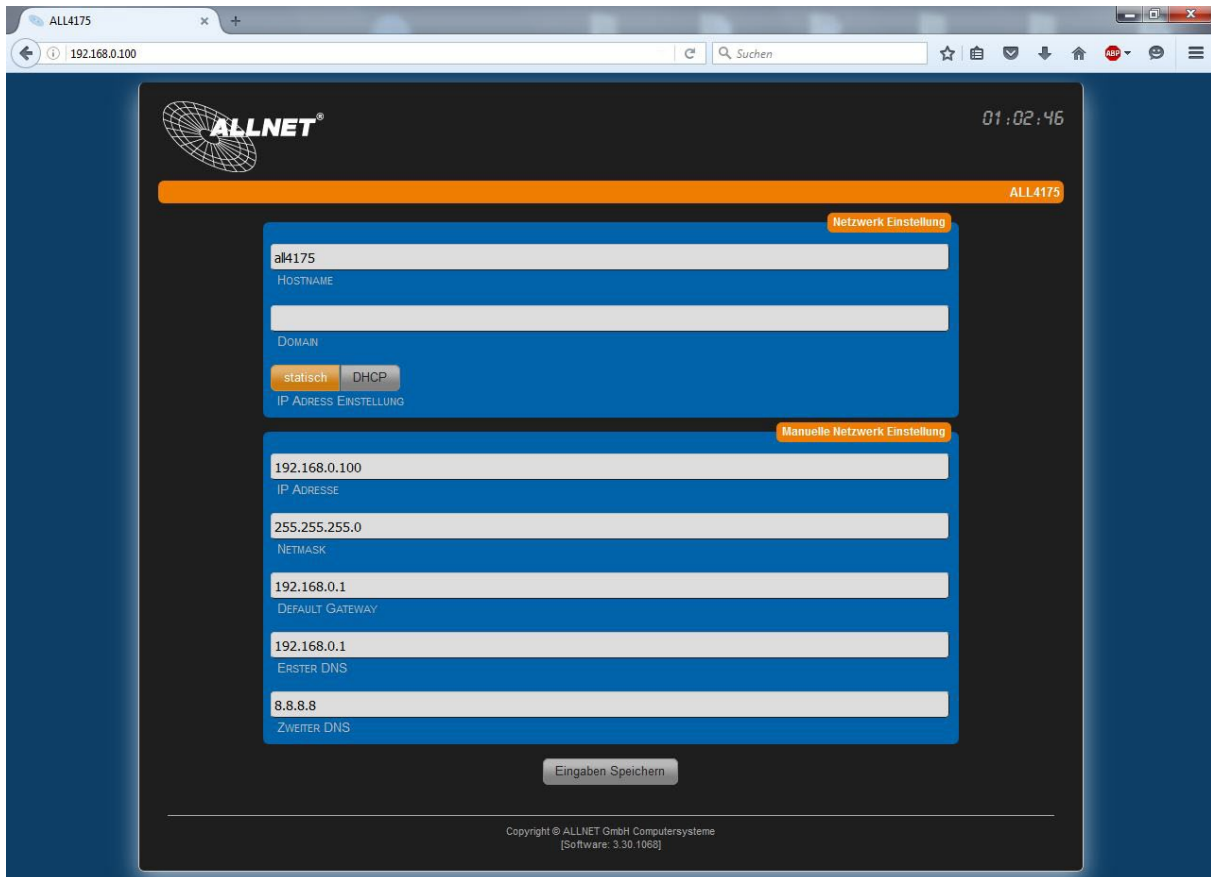 ALL4175
192.168.0.100
Suchen
ABP
ALLNET®
01:02:46
ALL4175
Netzwerk Einstellung
all4175
Hostname
Domain
statisch DHCP
IP Adress Einstellung
Manuelle Netzwerk Einstellung
192.168.0.100
IP Adresse
255.255.255.0
Netmask
192.168.0.1
Default Gateway
192.168.0.1
Erster DNS
8.8.8.8
Zweiter DNS
Eingaben Speichern
Copyright © ALLNET GmbH Computersysteme
[Software: 3.30.1068]